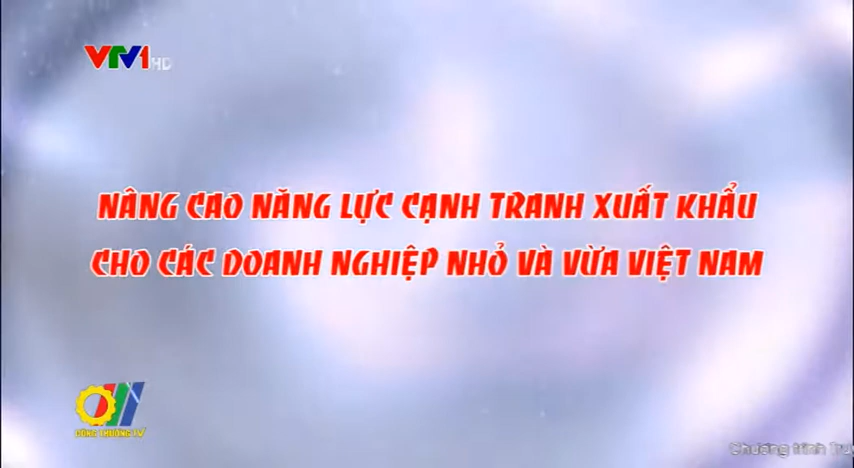 VTV1 HD
NÂNG CAO NĂNG LỰC CẠNH TRANH XUẤT KHẨU
CHO CÁC DOANH NGHIỆP NHỎ VÀ VỪA VIỆT NAM
CÔNG THƯƠNG TV
Chương trình